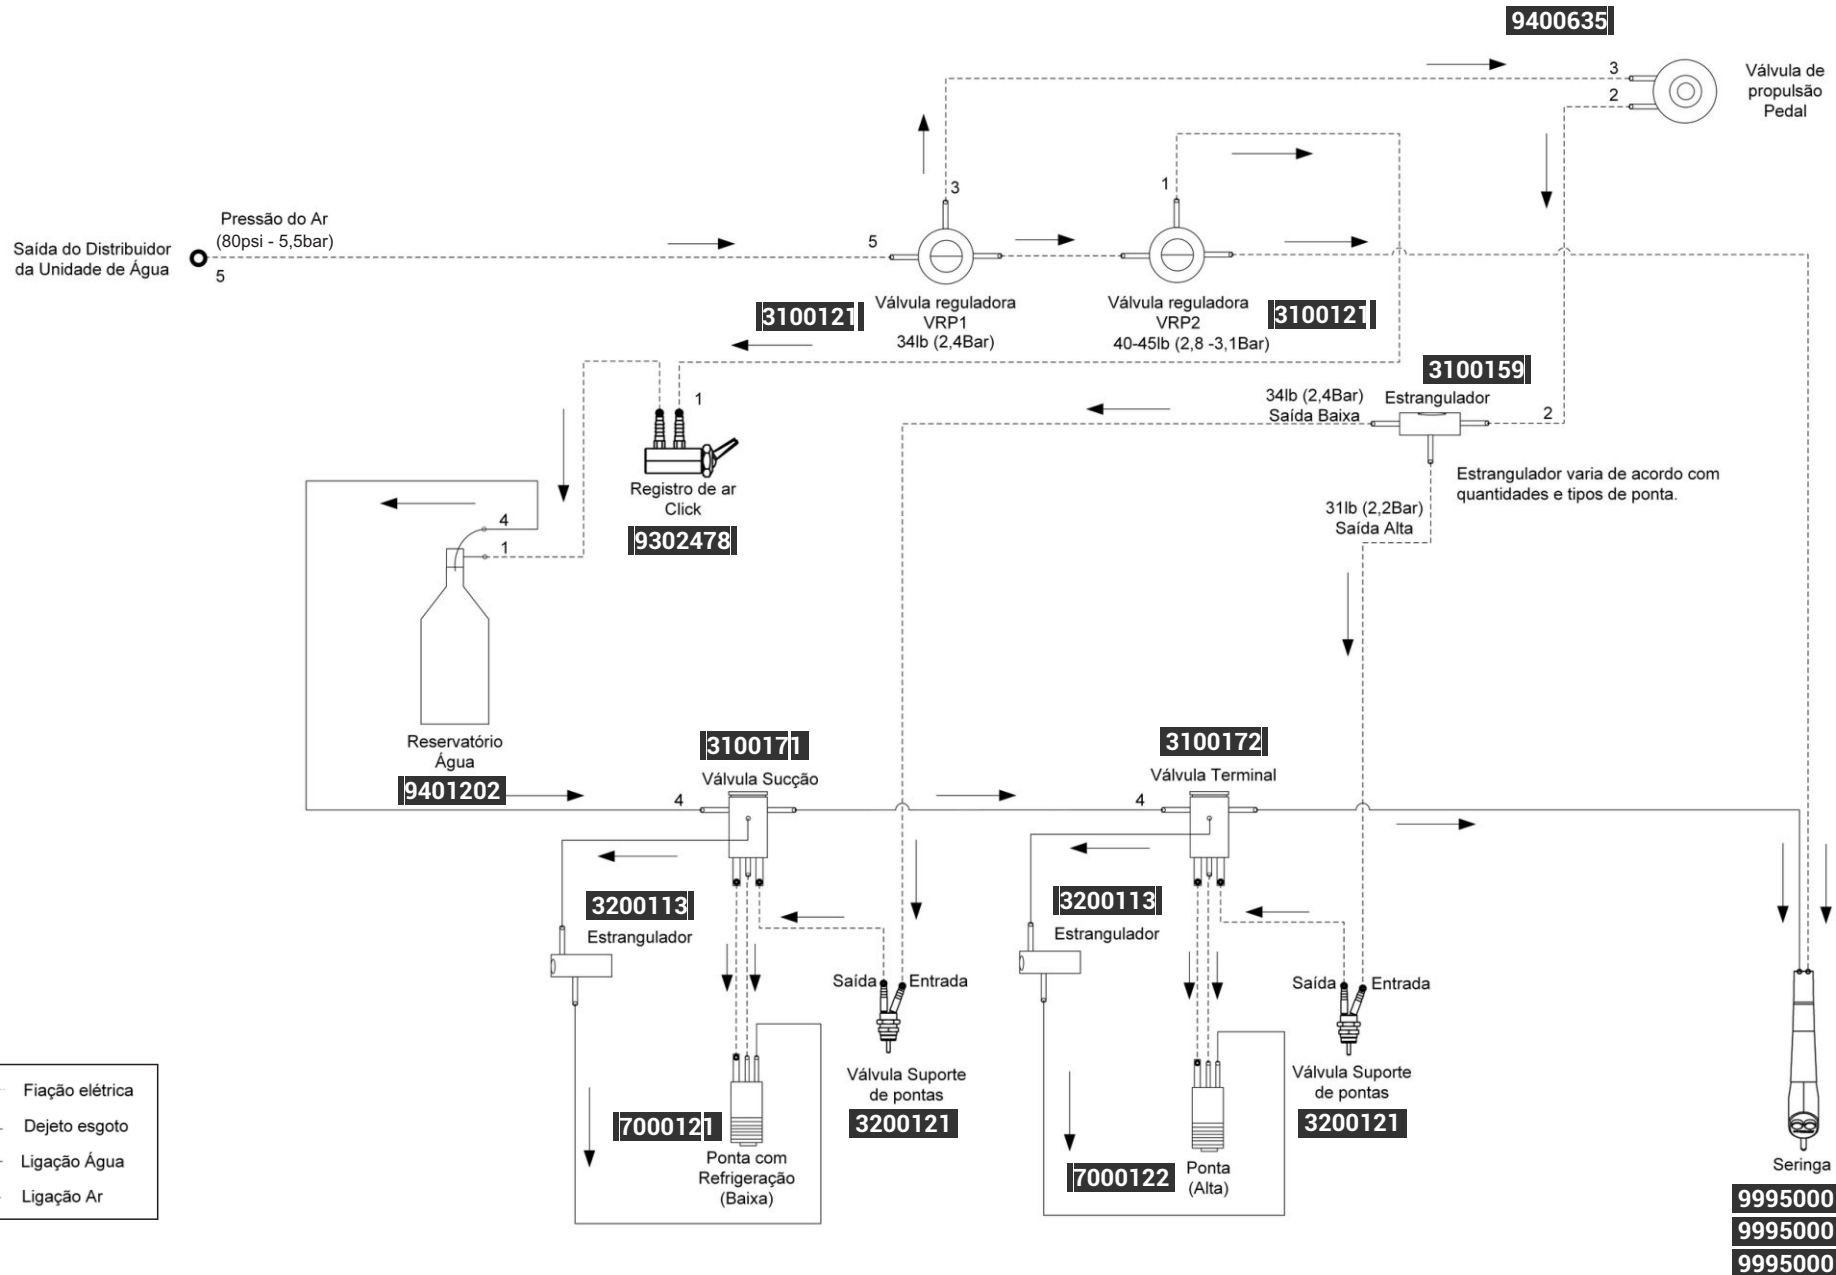 9400635
3
2
Válvula de
propulsão
Pedal
3
1
Pressão do Ar
(80psi - 5,5bar)
Saída do Distribuidor
da Unidade de Água
5
5
3100121
Válvula reguladora
VRP1
34lb (2,4Bar)
Válvula reguladora
VRP2
40-45lb (2,8 -3,1Bar)
3100121
3100159
34lb (2,4Bar)
Saída Baixa
Estrangulador
2
1
Registro de ar
Click
9302478
Estrangulador varia de acordo com
quantidades e tipos de ponta.
31lb (2,2Bar)
Saída Alta
4
1
Reservatório
Água
9401202
3100171
Válvula Sucção
4
3100172
Válvula Terminal
4
3200113
Estrangulador
3200113
Estrangulador
Saída
Entrada
Saída
Entrada
Válvula Suporte
de pontas
3200121
Válvula Suporte
de pontas
3200121
7000121
Ponta com
Refrigeração
(Baixa)
7000122
Ponta
(Alta)
Seringa
9995000
9995000
9995000
Fiação elétrica
Dejeto esgoto
Ligação Água
Ligação Ar